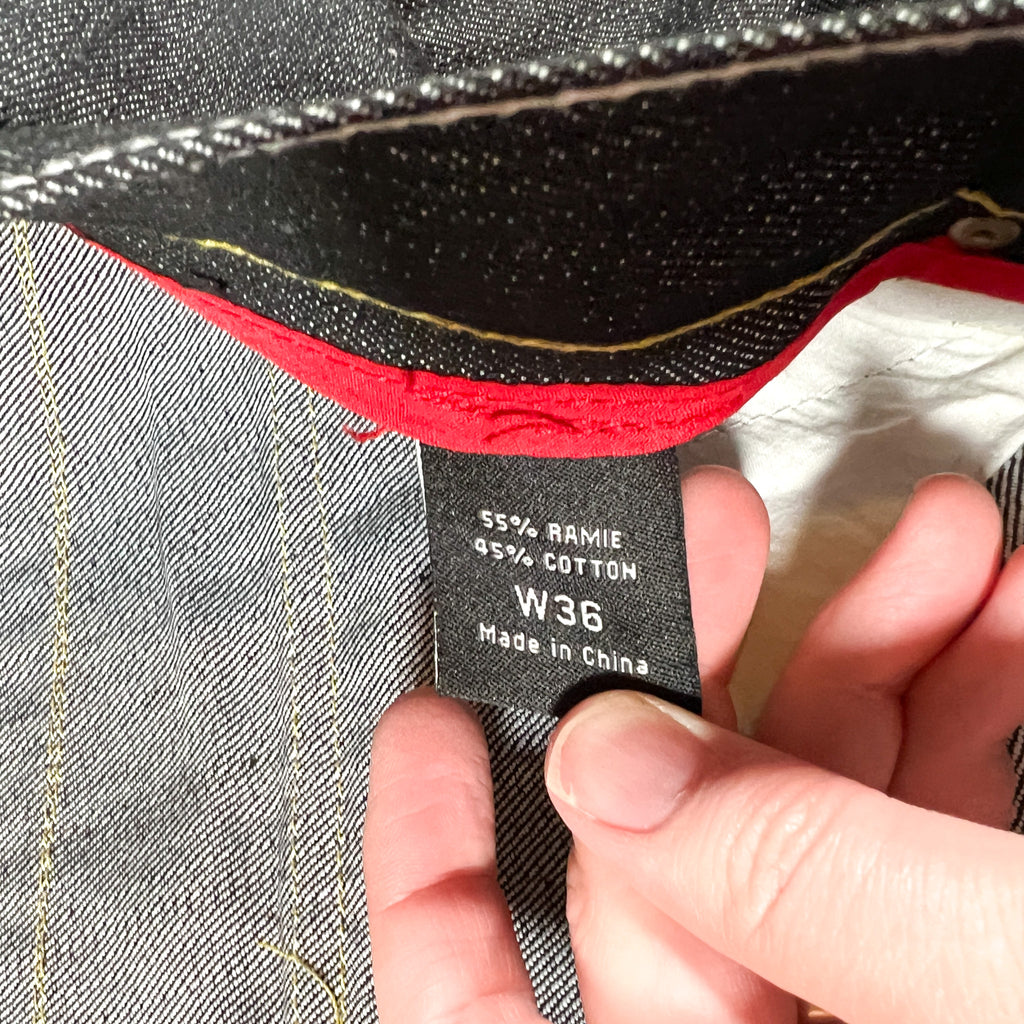 55% RAMIE
45% COTTON
W36
Made in China